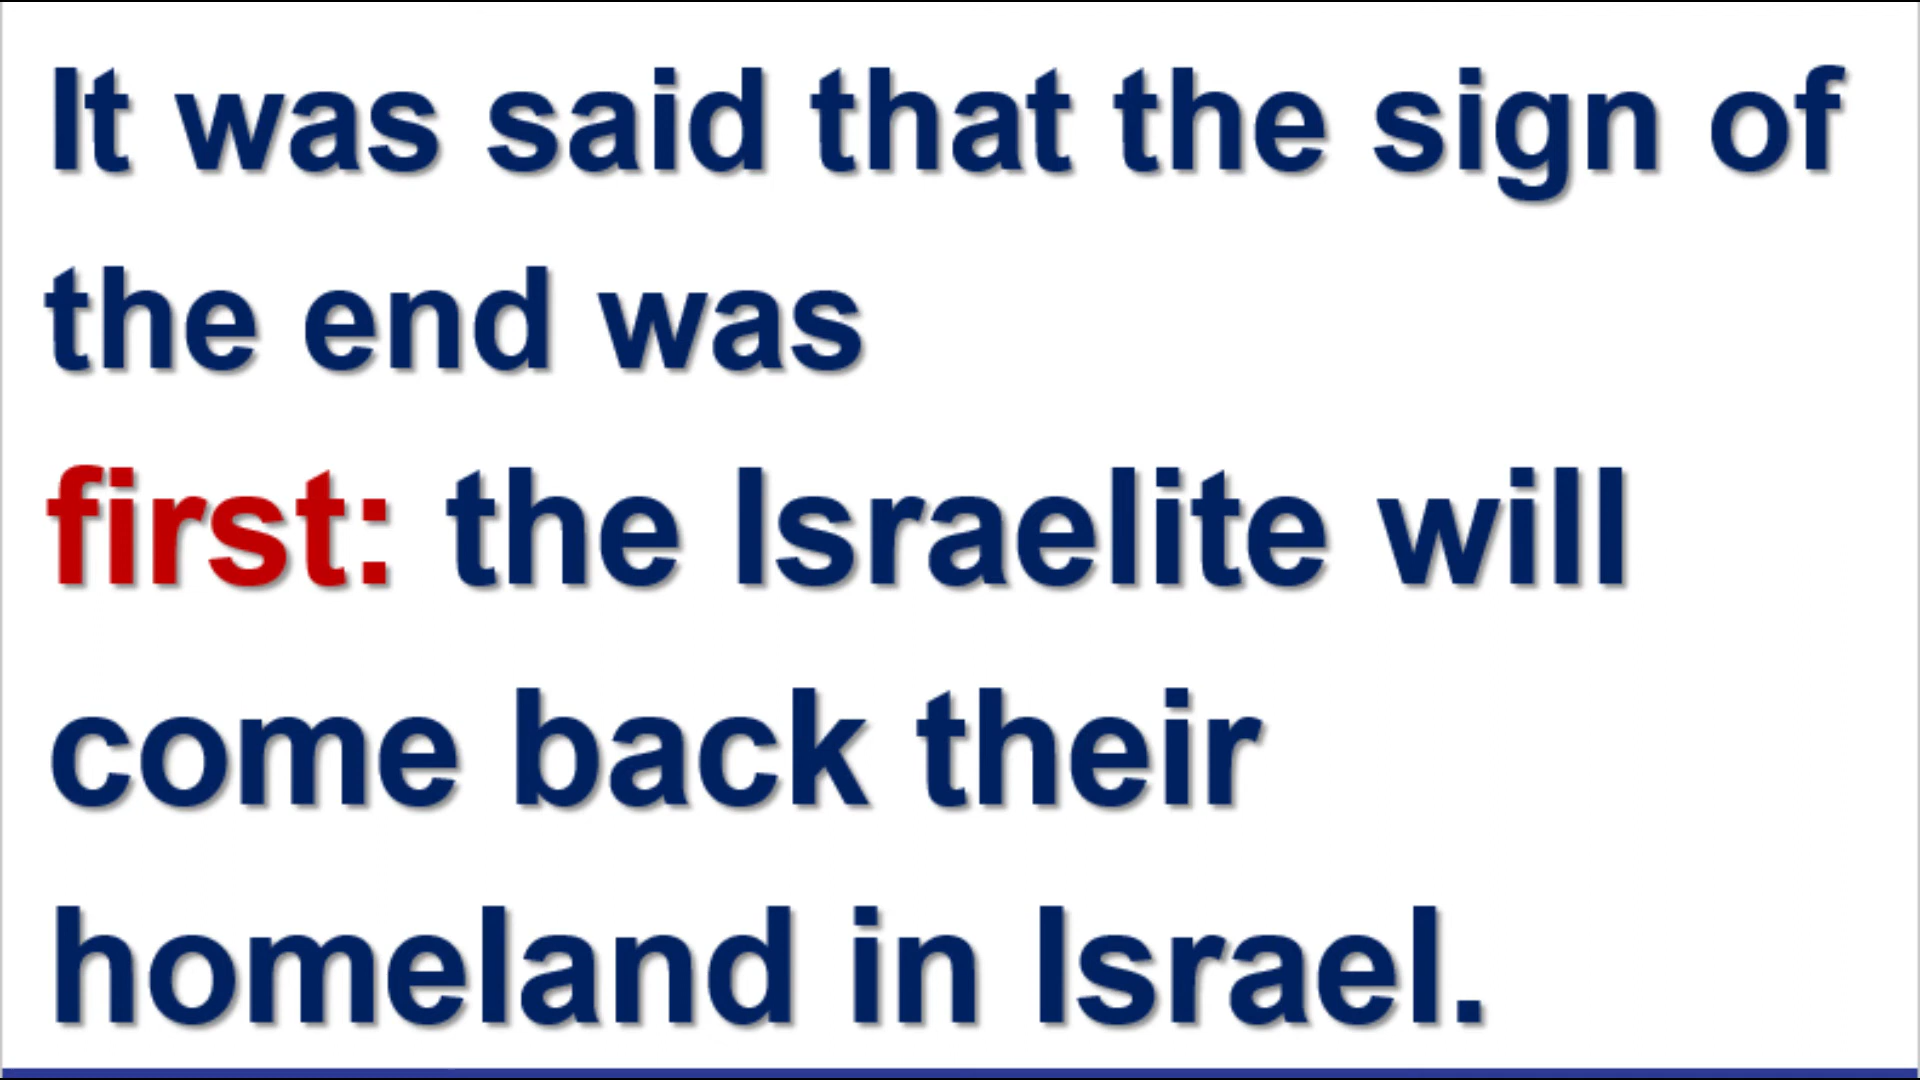 It was said that the sign of
the end was
first: the Israelite will
come back their
homeland in Israel.